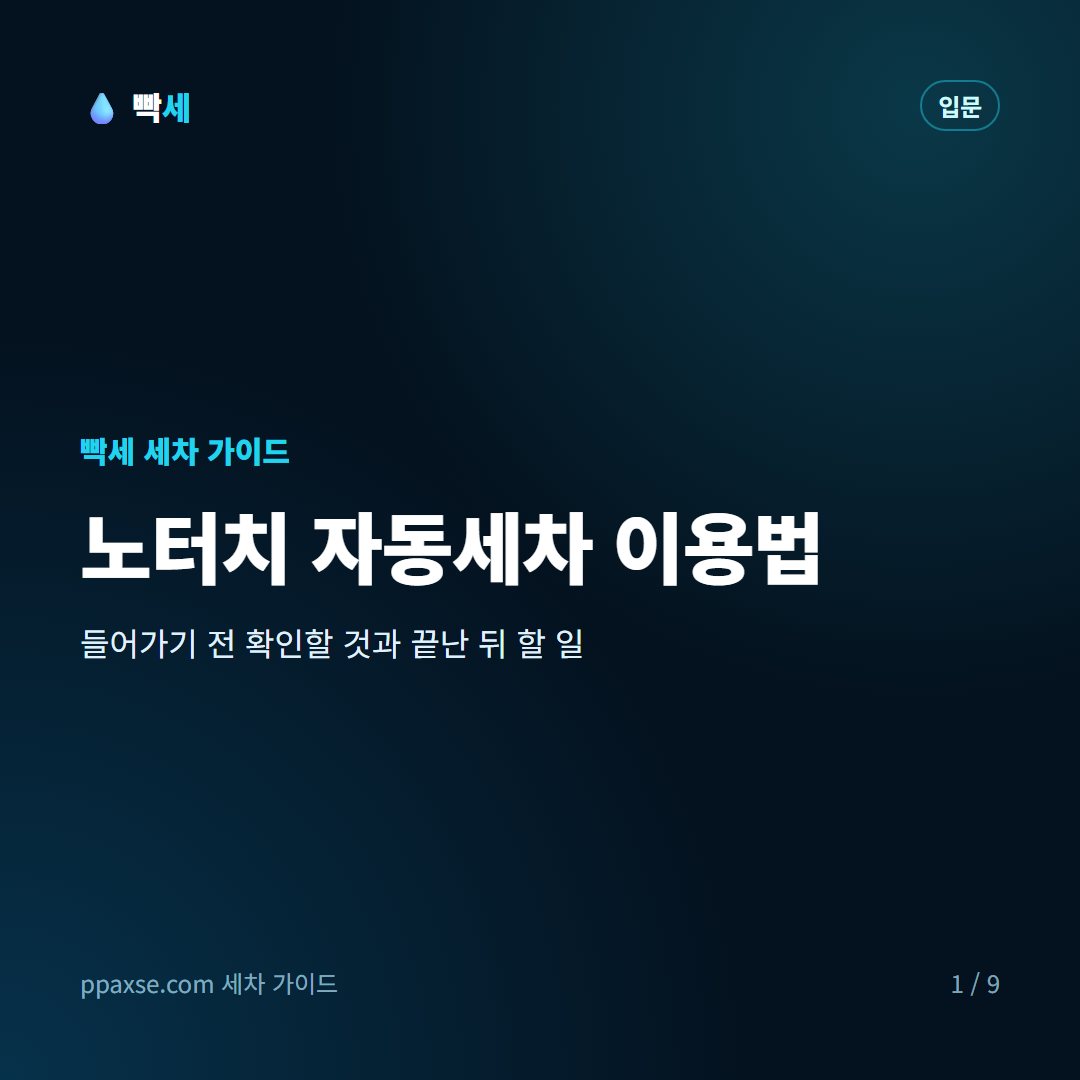 빡세
입문
빡세 세차 가이드
노터치 자동세차 이용법
들어가기 전 확인할 것과 끝난 뒤 할 일
ppaxse.com 세차 가이드
1 / 9